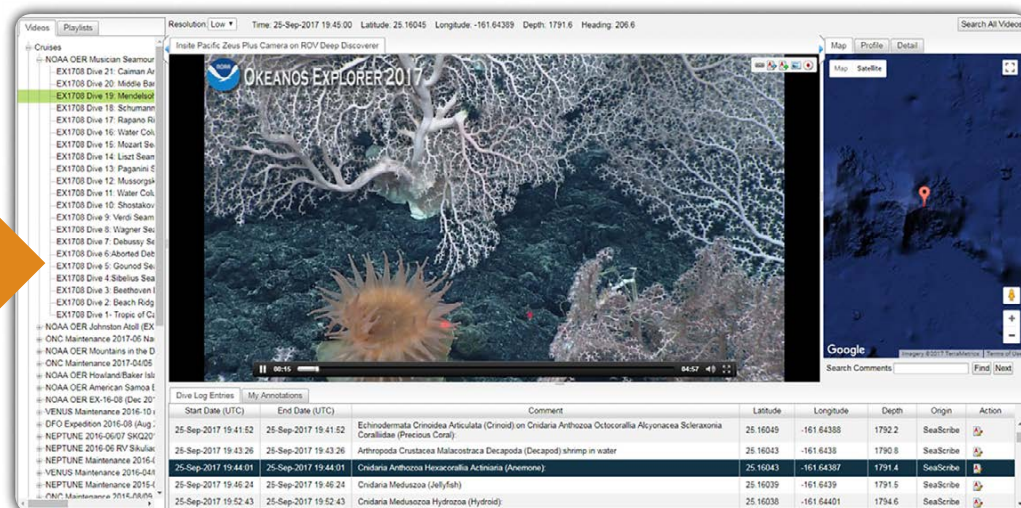 Videos Playlists
Resolution: Low Time: 25-Sep-2017 19:45:00 Latitude: 25.16045 Longitude: -161.64389 Depth: 1791.6 Heading: 206.6
Search All Videos
Insite Pacific Zeus Plus Camera on ROV Deep Discoverer
Map Profile Detail
Cruises
NOAA OER Musician Seamour
EX1708 Dive 21: Caiman Ar
EX1708 Dive 20: Middle Bar
EX1708 Dive 19: Mendelsof
EX1708 Dive 18: Schumann
EX1708 Dive 17: Rapano Ri
EX1708 Dive 16: Water Colu
EX1708 Dive 15: Mozart Se
EX1708 Dive 14: Liszt Seam
EX1708 Dive 13: Paganini S
EX1708 Dive 12: Mussorgsk
EX1708 Dive 11: Water Colu
EX1708 Dive 10: Shostakov
EX1708 Dive 9: Verdi Seam
EX1708 Dive 8: Wagner Sea
EX1708 Dive 7: Debussy Se
EX1708 Dive 6:Aborted Deb
EX1708 Dive 5: Gounod Sea
EX1708 Dive 4:Sibelius Sea
EX1708 Dive 3: Beethoven
EX1708 Dive 2: Beach Ridg
EX1708 Dive 1- Tropic of Ca
NOAA OER Johnston Atoll (EX
ONC Maintenance 2017-06 Na
NOAA OER Mountains in the D
ONC Maintenance 2017-04/05
NOAA OER Howland/Baker Isla
NOAA OER American Samoa E
NOAA OER EX-16-08 (Dec 20
VENUS Maintenance 2016-10
DFO Expedition 2016-08 (Aug
NEPTUNE 2016-06/07 SKQ20
NEPTUNE 2016-06 RV Sikuliac
NEPTUNE Maintenance 2016-0
VENUS Maintenance 2016-04/
NEPTUNE Maintenance 2015-
ONC Maintenance 2015-08/09
NOAA
OKEANOS EXPLORER 2017
00:15 04:57
Map Satellite
Google
Imagery ©2017 TerraMetrics Terms of Use
Search Comments Find Next
Dive Log Entries My Annotations
Start Date (UTC) End Date (UTC) Comment Latitude Longitude Depth Origin Action
25-Sep-2017 19:41:52 25-Sep-2017 19:41:52 Echinodermata Crinoidea Articulata (Crinoid):on Cnidaria Anthozoa Octocorallia Alcyonacea Scleraxonia Coralliidae (Precious Coral): 25.16049 -161.64388 1792.2 SeaScribe
25-Sep-2017 19:43:26 25-Sep-2017 19:43:26 Arthropoda Crustacea Malacostraca Decapoda (Decapod):shrimp in water 25.16043 -161.6438 1790.8 SeaScribe
25-Sep-2017 19:44:01 25-Sep-2017 19:44:01 Cnidaria Anthozoa Hexacorallia Actiniaria (Anemone): 25.16043 -161.64387 1791.4 SeaScribe
25-Sep-2017 19:46:24 25-Sep-2017 19:46:24 Cnidaria Medusozoa (Jellyfish) 25.16039 -161.6439 1791.5 SeaScribe
25-Sep-2017 19:52:43 25-Sep-2017 19:52:43 Cnidaria Medusozoa Hydrozoa (Hydroid): 25.16038 -161.64401 1794.6 SeaScribe